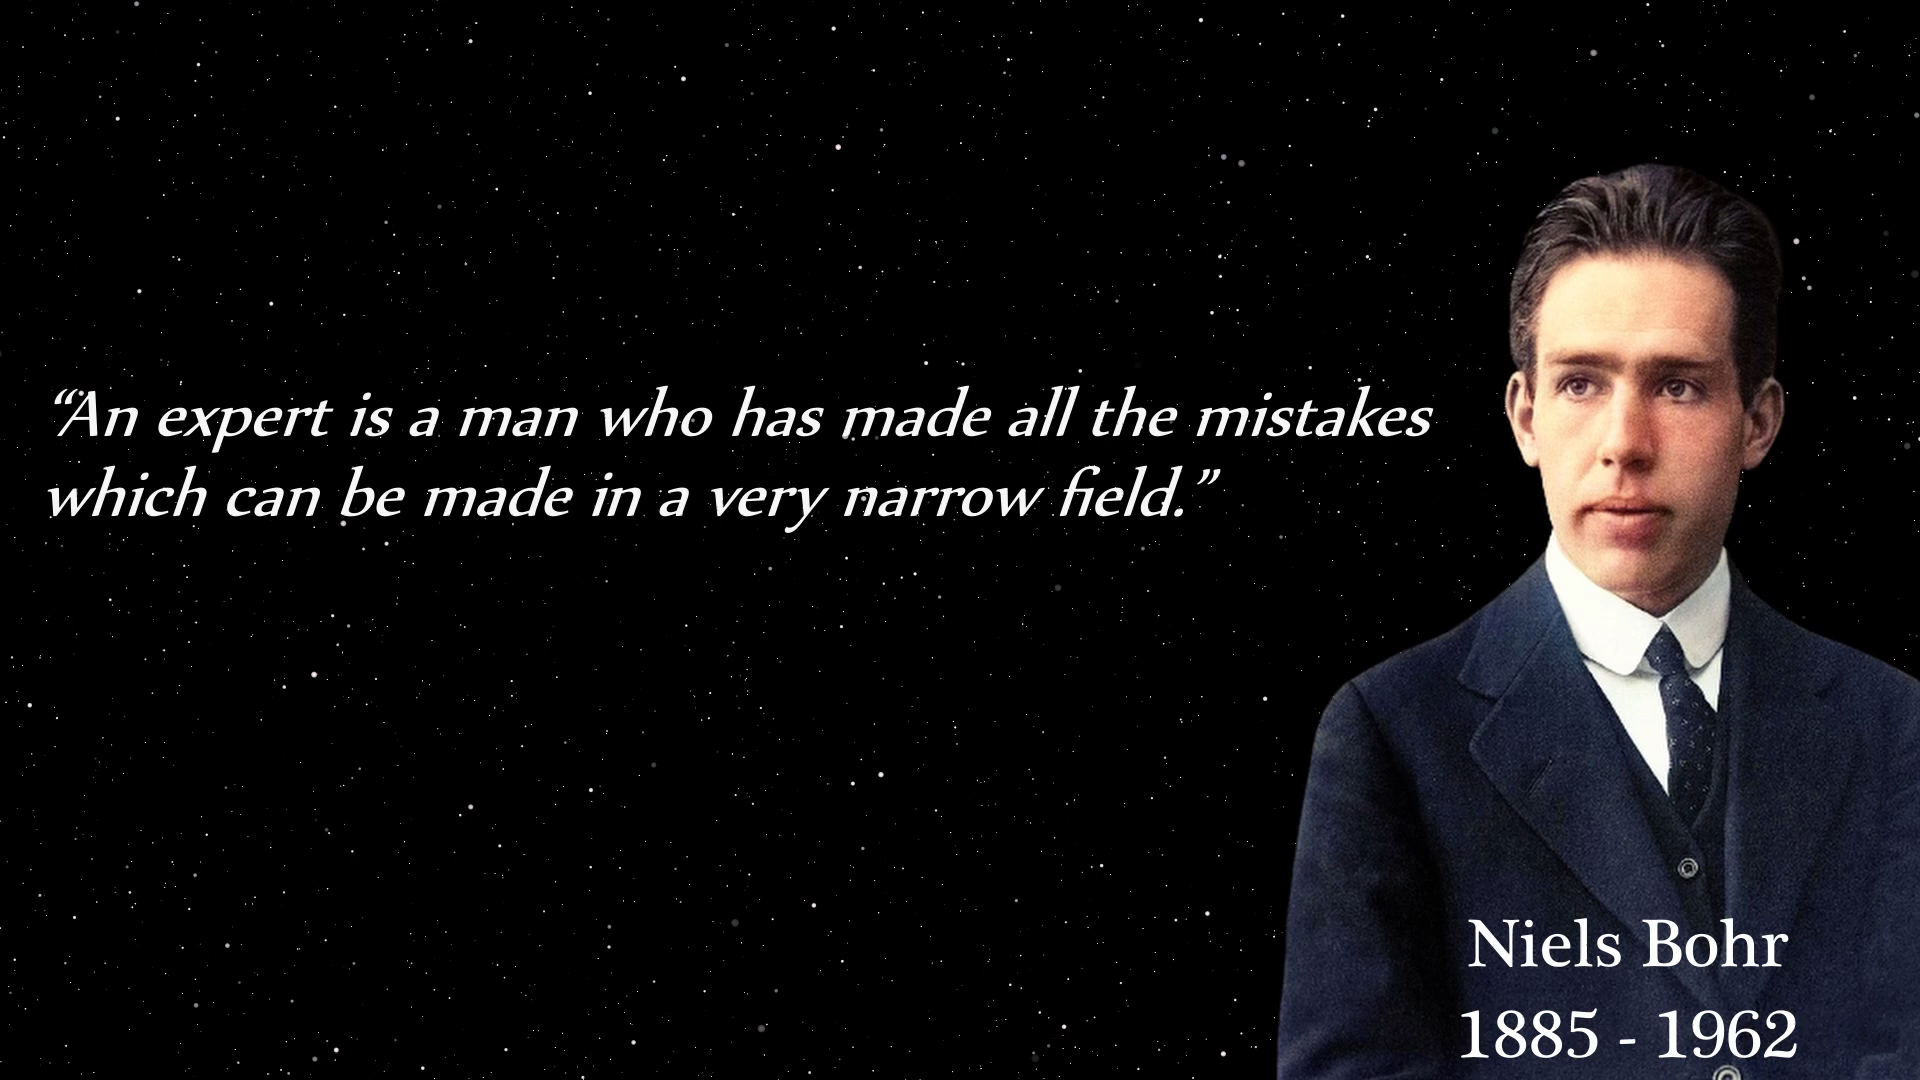 “An expert is a man who has made all the mistakes
which can be made in a very narrow field.”
Niels Bohr
1885 - 1962